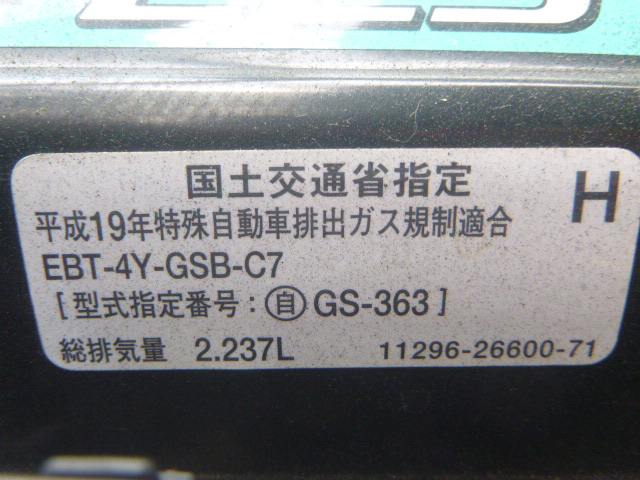 国土交通省指定
H
平成19年特殊自動車排出ガス規制適合
EBT-4Y-GSB-C7
[型式指定番号:自GS-363]
総排気量 2.237L 11296-26600-71